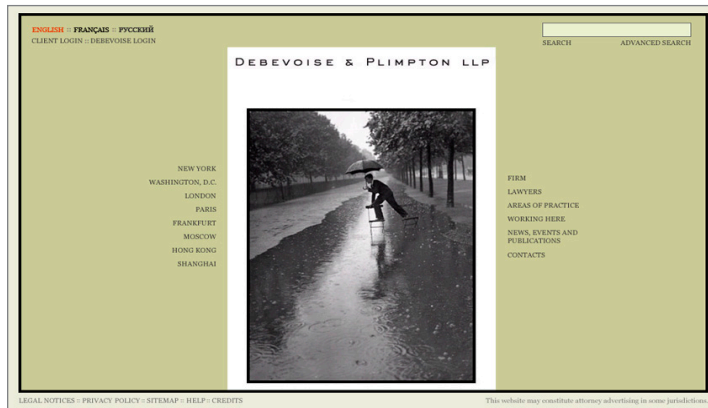 ENGLISH :: FRANÇAIS :: РУССКИЙ
CLIENT LOGIN :: DEBEVOISE LOGIN
SEARCH ADVANCED SEARCH
DEBEVOISE & PLIMPTON LLP
NEW YORK
WASHINGTON, D.C.
LONDON
PARIS
FRANKFURT
MOSCOW
HONG KONG
SHANGHAI
FIRM
LAWYERS
AREAS OF PRACTICE
WORKING HERE
NEWS, EVENTS AND
PUBLICATIONS
CONTACTS
LEGAL NOTICES :: PRIVACY POLICY :: SITEMAP :: HELP :: CREDITS
This website may constitute attorney advertising in some jurisdictions.